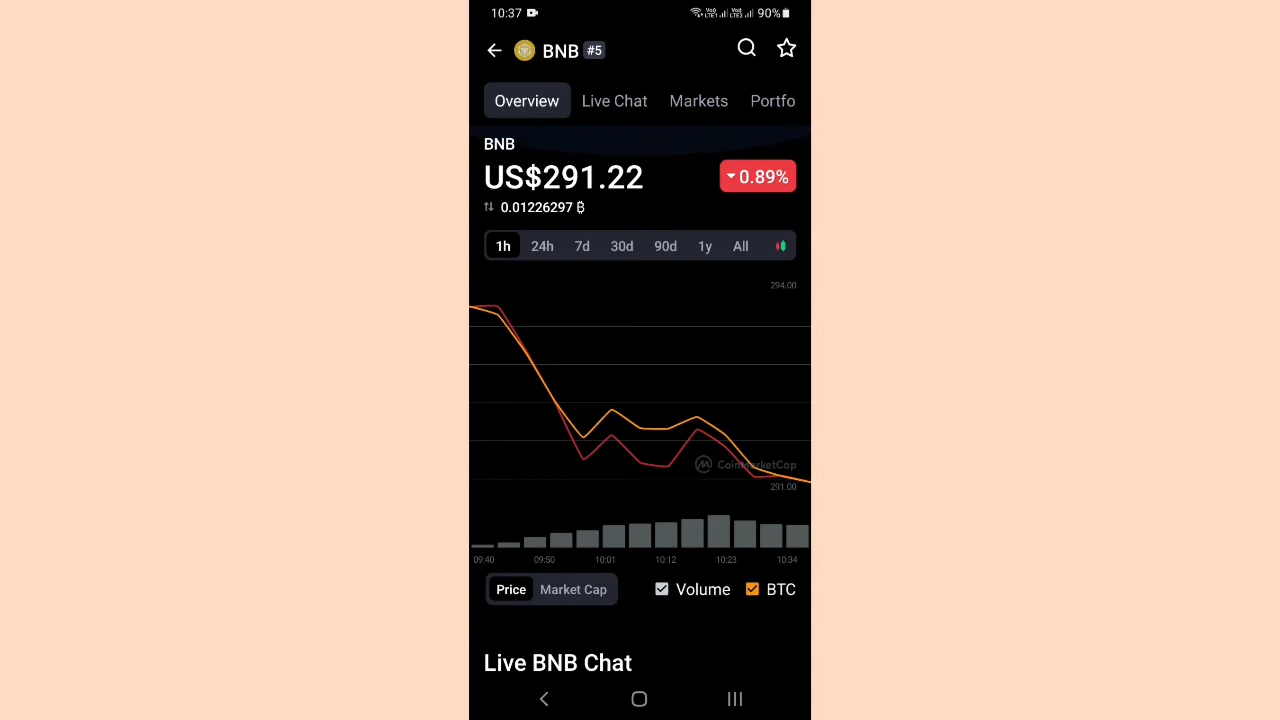 10:37 90%
BNB #5
Overview Live Chat Markets Portfo
BNB
US$291.22 0.89%
0.01226297 ₿
1h 24h 7d 30d 90d 1y All
294.00
CoinMarketCap
291.00
09:40 09:50 10:01 10:12 10:23 10:34
Price Market Cap Volume BTC
Live BNB Chat